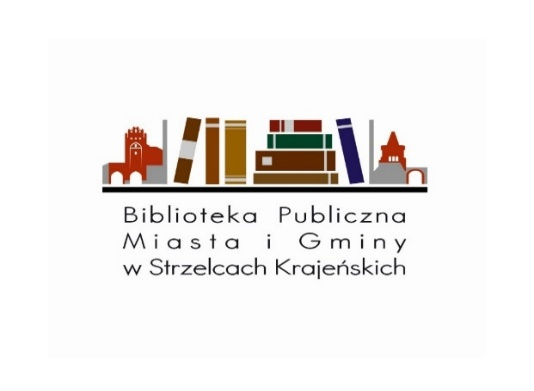 Biblioteka Publiczna
Miasta i Gminy
w Strzelcach Krajeńskich